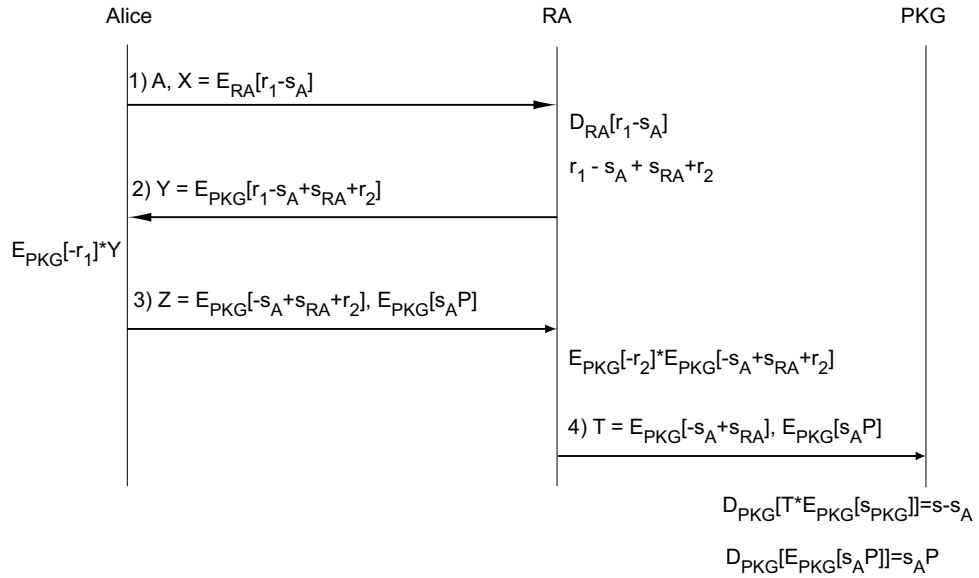 Alice RA PKG
1) A, X = E_RA[r_1-s_A]
D_RA[r_1-s_A]
r_1 - s_A + s_RA+r_2
2) Y = E_PKG[r_1-s_A+s_RA+r_2]
E_PKG[-r_1]*Y
3) Z = E_PKG[-s_A+s_RA+r_2], E_PKG[s_AP]
E_PKG[-r_2]*E_PKG[-s_A+s_RA+r_2]
4) T = E_PKG[-s_A+s_RA], E_PKG[s_AP]
D_PKG[T*E_PKG[s_PKG]]=s-s_A
D_PKG[E_PKG[s_AP]]=s_AP